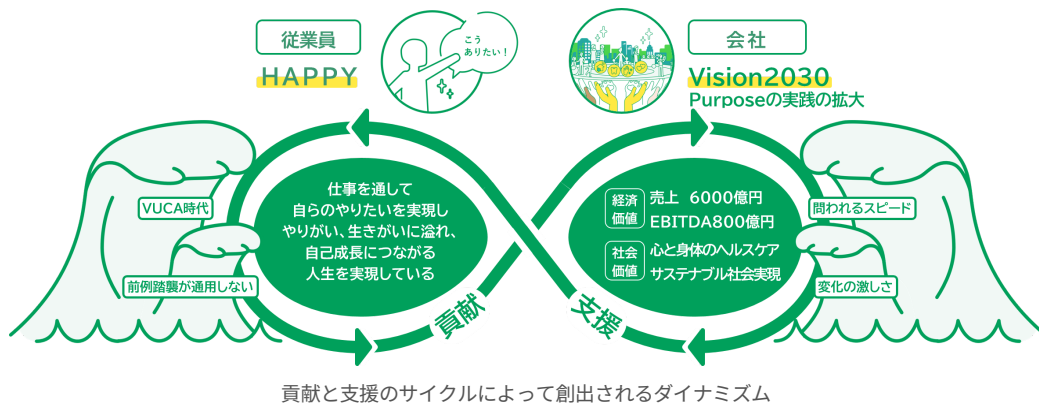 従業員
HAPPY
こう
ありたい！
会社
Vision2030
Purposeの実践の拡大
VUCA時代
前例踏襲が通用しない
仕事を通して
自らのやりたいを実現し
やりがい、生きがいに溢れ、
自己成長につながる
人生を実現している
経済
価値
売上 6000億円
EBITDA800億円
社会
価値
心と身体のヘルスケア
サステナブル社会実現
問われるスピード
変化の激しさ
貢献
支援
貢献と支援のサイクルによって創出されるダイナミズム